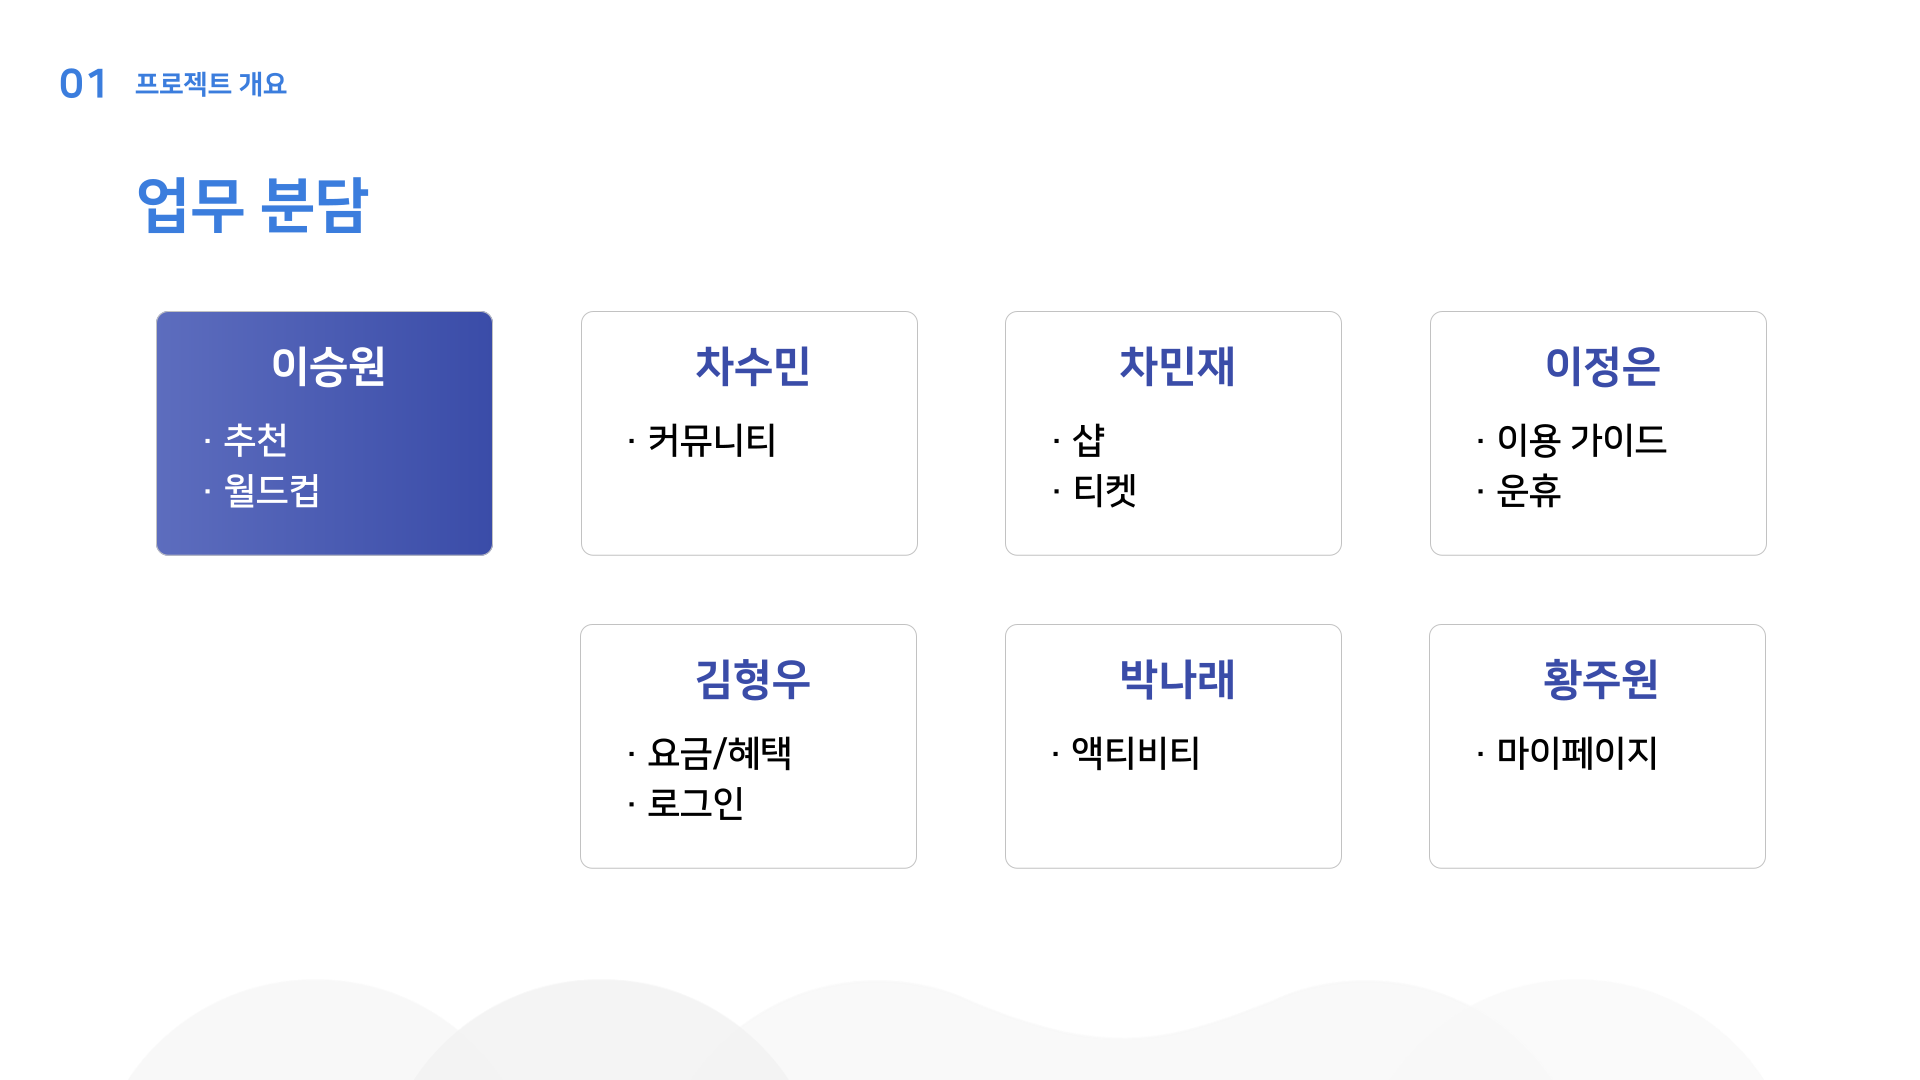 01 프로젝트 개요
업무 분담
이승원
· 추천
· 월드컵
차수민
· 커뮤니티
차민재
· 샵
· 티켓
이정은
· 이용 가이드
· 운휴
김형우
· 요금/혜택
· 로그인
박나래
· 액티비티
황주원
· 마이페이지